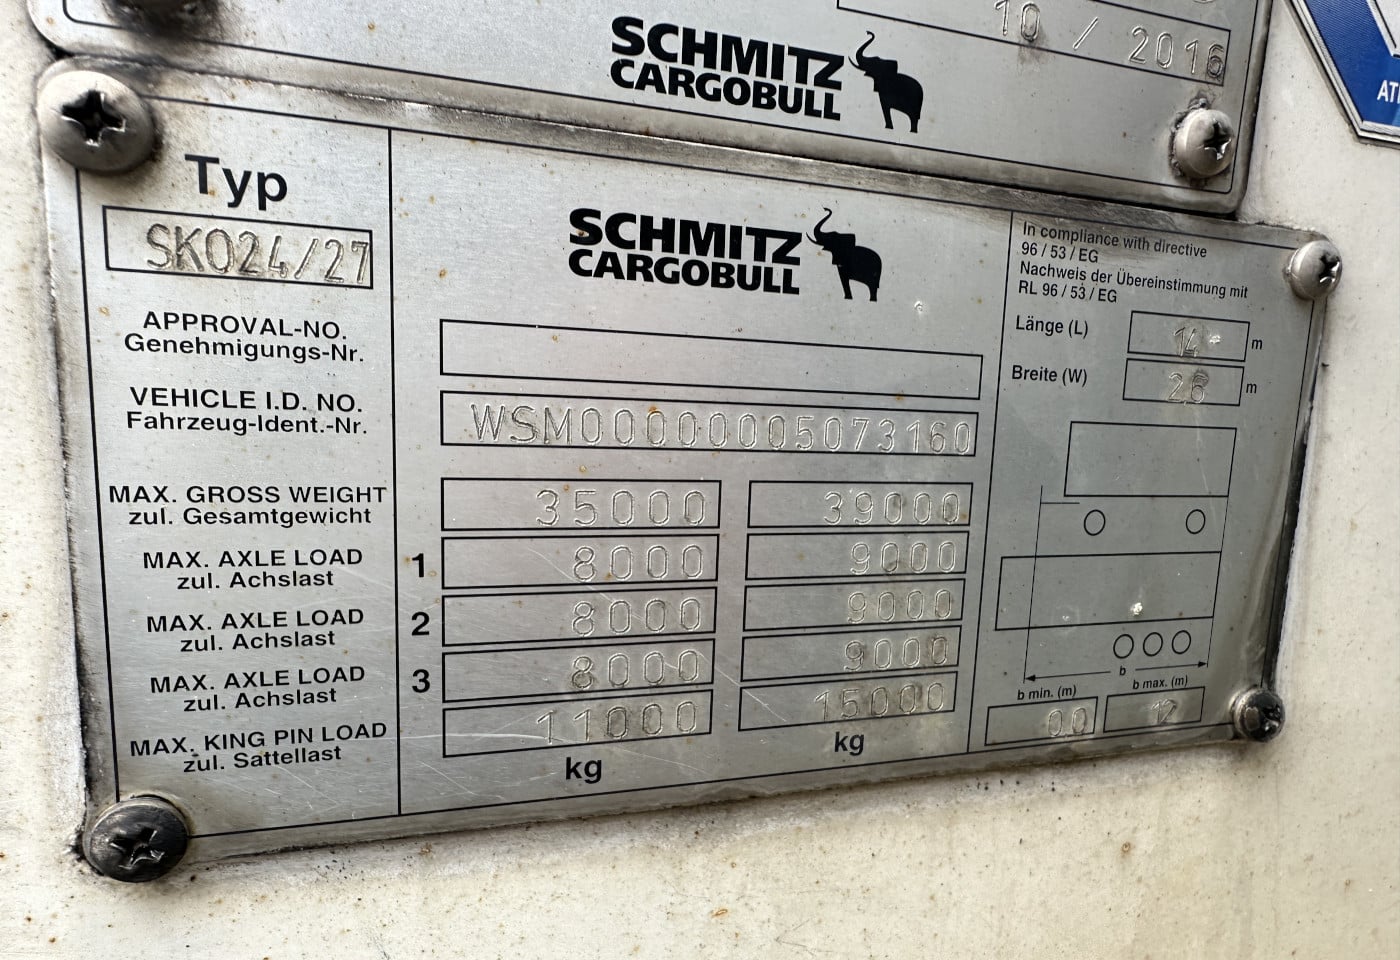 10 / 2016
SCHMITZ
CARGOBULL
Typ
SKO24/27
SCHMITZ
CARGOBULL
In compliance with directive
96 / 53 / EG
Nachweis der Übereinstimmung mit
RL 96 / 53 / EG
Länge (L) 14 m
Breite (W) 2.6 m
APPROVAL-NO.
Genehmigungs-Nr.
VEHICLE I.D. NO.
Fahrzeug-Ident.-Nr.
WSM00000005073160
MAX. GROSS WEIGHT
zul. Gesamtgewicht
35000 39000
MAX. AXLE LOAD
zul. Achslast
1 8000 9000
MAX. AXLE LOAD
zul. Achslast
2 8000 9000
MAX. AXLE LOAD
zul. Achslast
3 8000 9000
MAX. KING PIN LOAD
zul. Sattellast
11000 15000
kg kg
b
b min. (m) b max. (m)
0.0 12